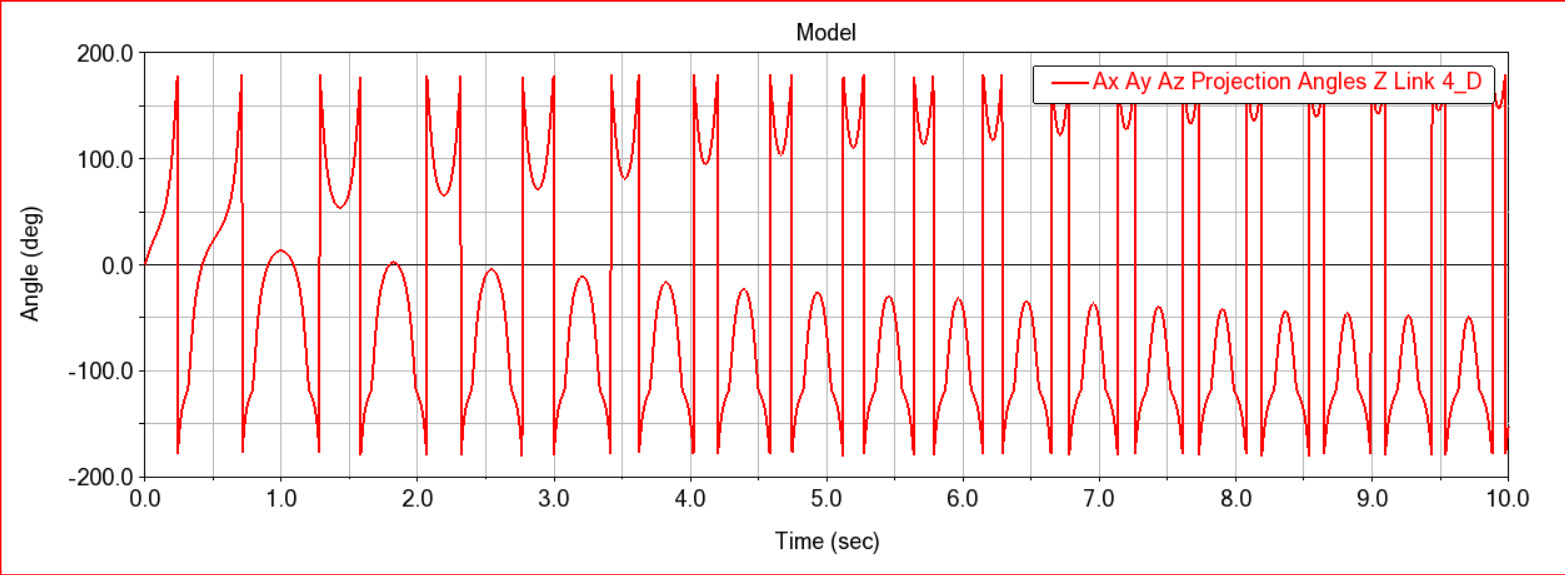 Model
Ax Ay Az Projection Angles Z Link 4_D
200.0
100.0
0.0
-100.0
-200.0
Angle (deg)
0.0 1.0 2.0 3.0 4.0 5.0 6.0 7.0 8.0 9.0 10.0
Time (sec)